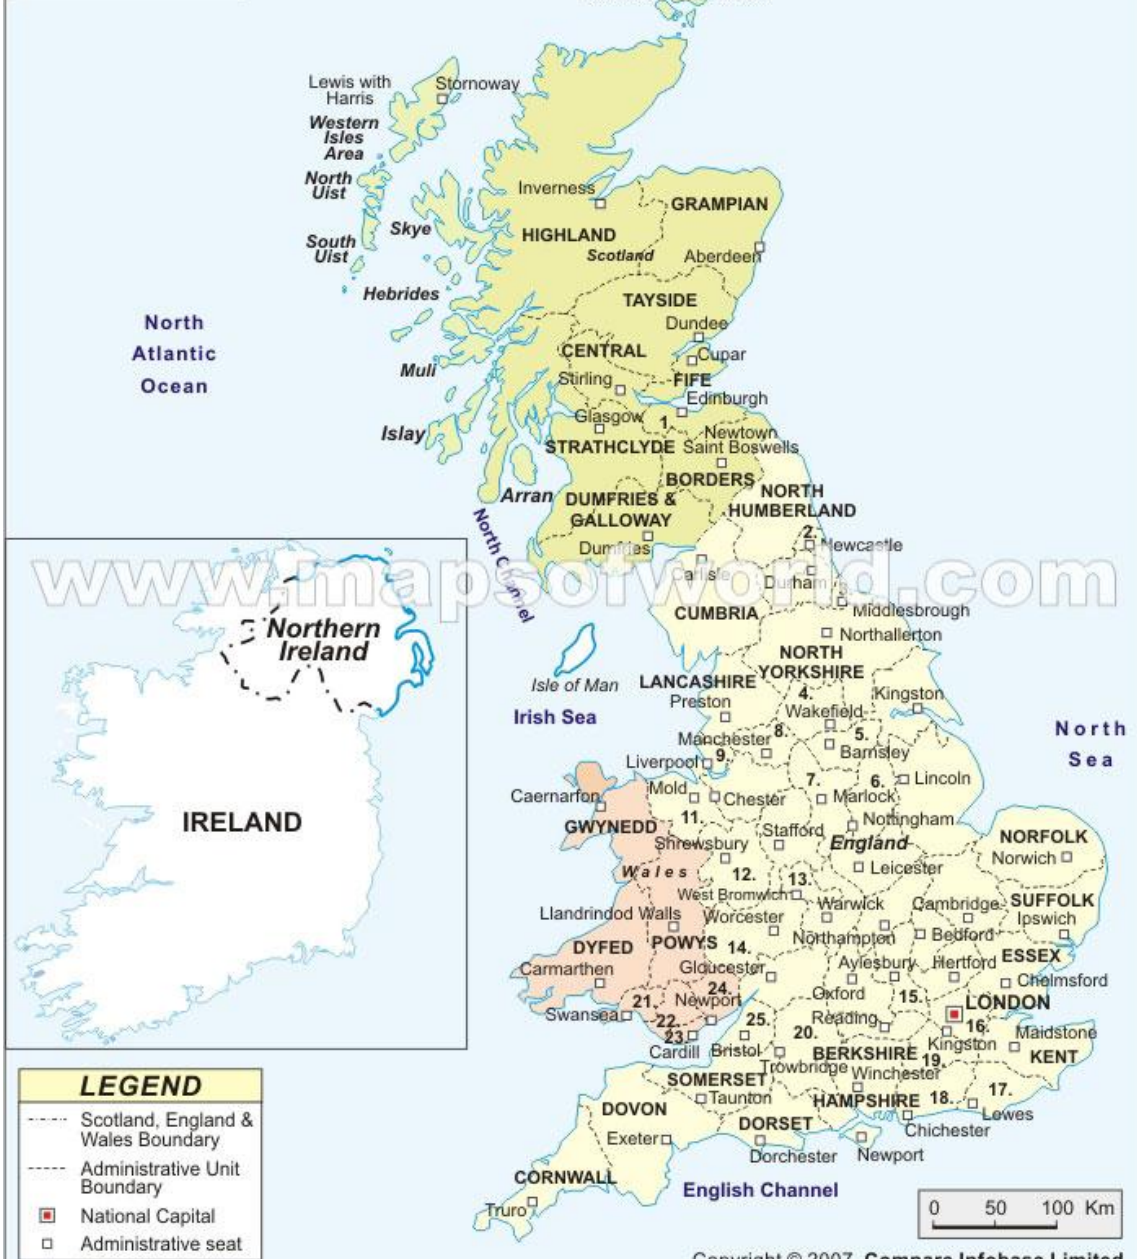 Lewis with
Harris
Stornoway
Western
Isles
Area
North
Uist
South
Uist
Skye
Hebrides
Inverness
HIGHLAND
Scotland
GRAMPIAN
Aberdeen
TAYSIDE
Dundee
North
Atlantic
Ocean
CENTRAL
Cupar
Muli
Stirling
FIFE
Edinburgh
Islay
Glasgow
1.
Newtown
STRATHCLYDE
Saint Boswells
BORDERS
Arran
DUMFRIES &
GALLOWAY
NORTH
HUMBERLAND
North Channel
Dumfries
2.
Newcastle
www.mapsofworld.com
Carlisle
Durham
Middlesbrough
CUMBRIA
Northallerton
Northern
Ireland
NORTH
YORKSHIRE
Isle of Man
LANCASHIRE
4.
Kingston
Preston
Wakefield
Irish Sea
North
Sea
Manchester
8.
5.
Barnsley
Liverpool
9.
7.
6.
Lincoln
Caernarfon
Mold
Chester
Marlock
IRELAND
GWYNEDD
11.
Stafford
Nottingham
Shrewsbury
England
NORFOLK
Norwich
Wales
12.
13.
Leicester
West Bromwich
Warwick
Cambridge
SUFFOLK
Ipswich
Llandrindod Walls
Worcester
Northampton
Bedford
DYFED
POWYS
14.
Carmarthen
Gloucester
Aylesbury
Hertford
ESSEX
Chelmsford
21.
24.
Newport
Oxford
15.
LONDON
Swansea
22.
25.
20.
Reading
16.
Maidstone
23.
Kingston
Cardill
Bristol
Trowbridge
BERKSHIRE
19.
KENT
Winchester
SOMERSET
Taunton
HAMPSHIRE
18.
17.
Lewes
DOVON
DORSET
Chichester
Exeter
Dorchester
Newport
CORNWALL
English Channel
Truro
LEGEND
Scotland, England &
Wales Boundary
Administrative Unit
Boundary
National Capital
Administrative seat
0 50 100 Km
Copyright © 2007 Compare Infobase Limited